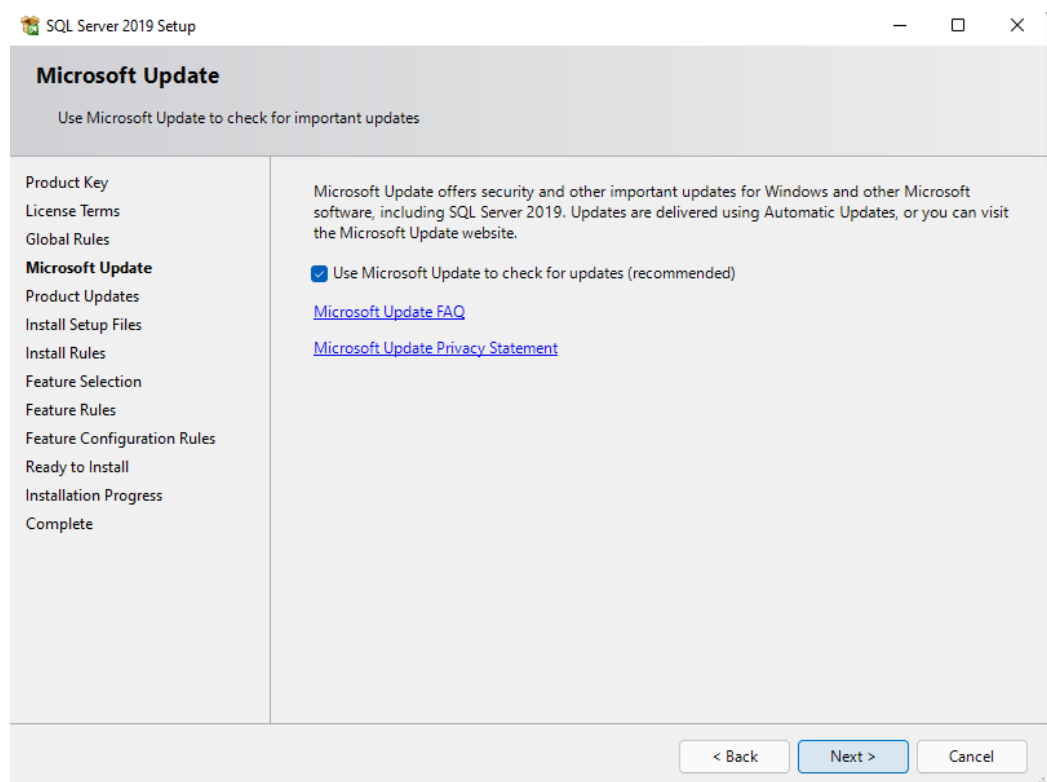 SQL Server 2019 Setup
Microsoft Update
Use Microsoft Update to check for important updates
Product Key
License Terms
Global Rules
Microsoft Update
Product Updates
Install Setup Files
Install Rules
Feature Selection
Feature Rules
Feature Configuration Rules
Ready to Install
Installation Progress
Complete
Microsoft Update offers security and other important updates for Windows and other Microsoft
software, including SQL Server 2019. Updates are delivered using Automatic Updates, or you can visit
the Microsoft Update website.
Use Microsoft Update to check for updates (recommended)
Microsoft Update FAQ
Microsoft Update Privacy Statement
< Back
Next >
Cancel